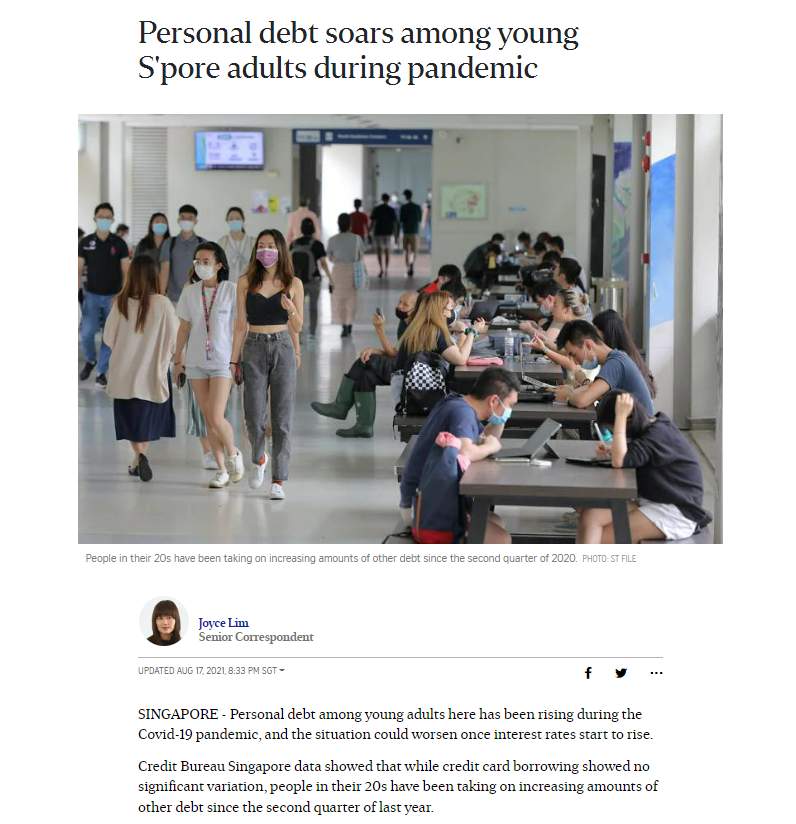 Personal debt soars among young
S'pore adults during pandemic
People in their 20s have been taking on increasing amounts of other debt since the second quarter of 2020. PHOTO: ST FILE
Joyce Lim
Senior Correspondent
UPDATED AUG 17, 2021, 8:33 PM SGT
SINGAPORE - Personal debt among young adults here has been rising during the
Covid-19 pandemic, and the situation could worsen once interest rates start to rise.
Credit Bureau Singapore data showed that while credit card borrowing showed no
significant variation, people in their 20s have been taking on increasing amounts of
other debt since the second quarter of last year.